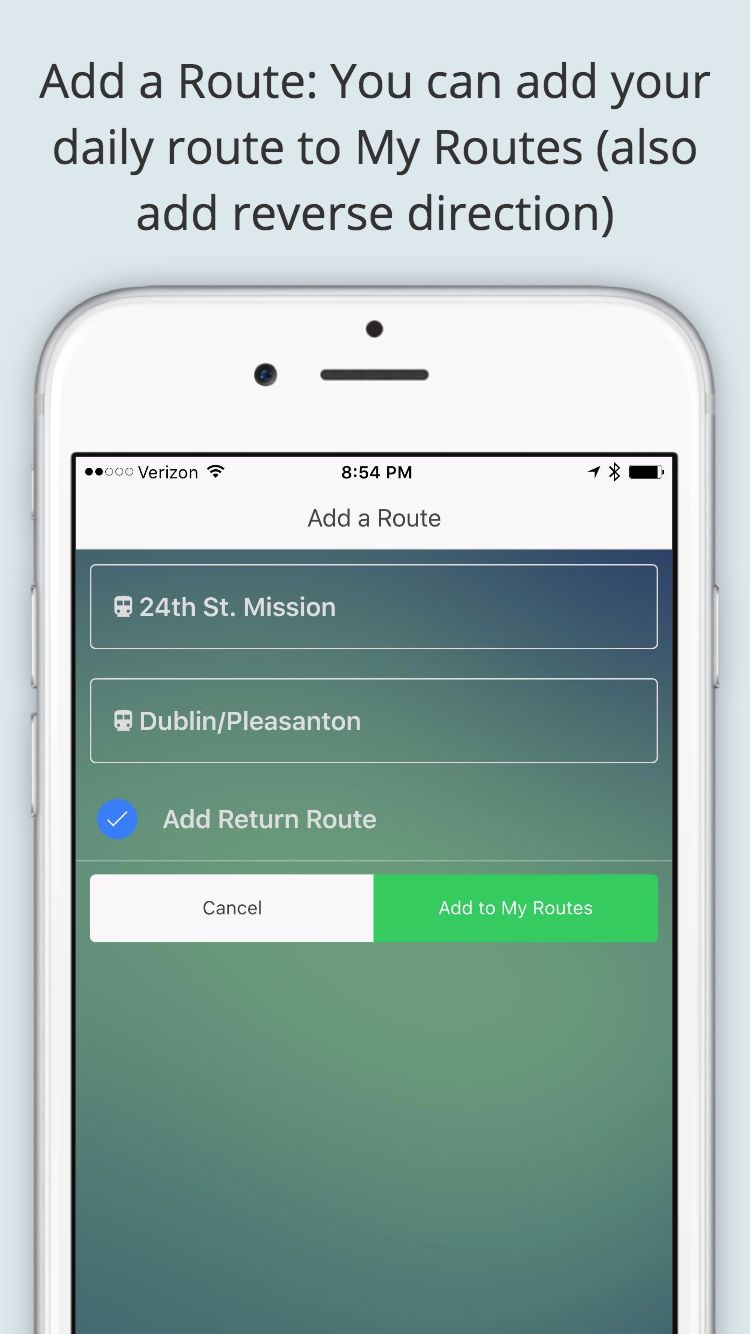 Add a Route: You can add your
daily route to My Routes (also
add reverse direction)
Verizon 8:54 PM
Add a Route
24th St. Mission
Dublin/Pleasanton
Add Return Route
Cancel Add to My Routes